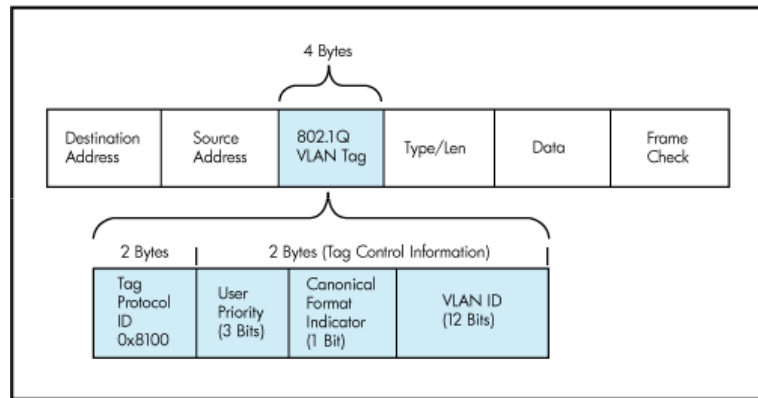 4 Bytes
Destination
Address
Source
Address
802.1Q
VLAN Tag
Type/Len
Data
Frame
Check
2 Bytes
2 Bytes (Tag Control Information)
Tag
Protocol
ID
0x8100
User
Priority
(3 Bits)
Canonical
Format
Indicator
(1 Bit)
VLAN ID
(12 Bits)